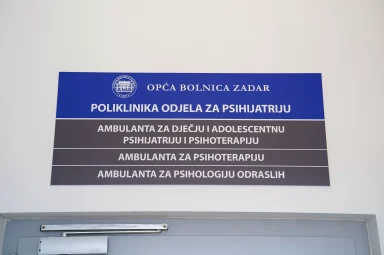 OPĆA BOLNICA ZADAR
POLIKLINIKA ODJELA ZA PSIHIJATRIJU
AMBULANTA ZA DJEČJU I ADOLESCENTNU
PSIHIJATRIJU I PSIHOTERAPIJU
AMBULANTA ZA PSIHOTERAPIJU
AMBULANTA ZA PSIHOLOGIJU ODRASLIH